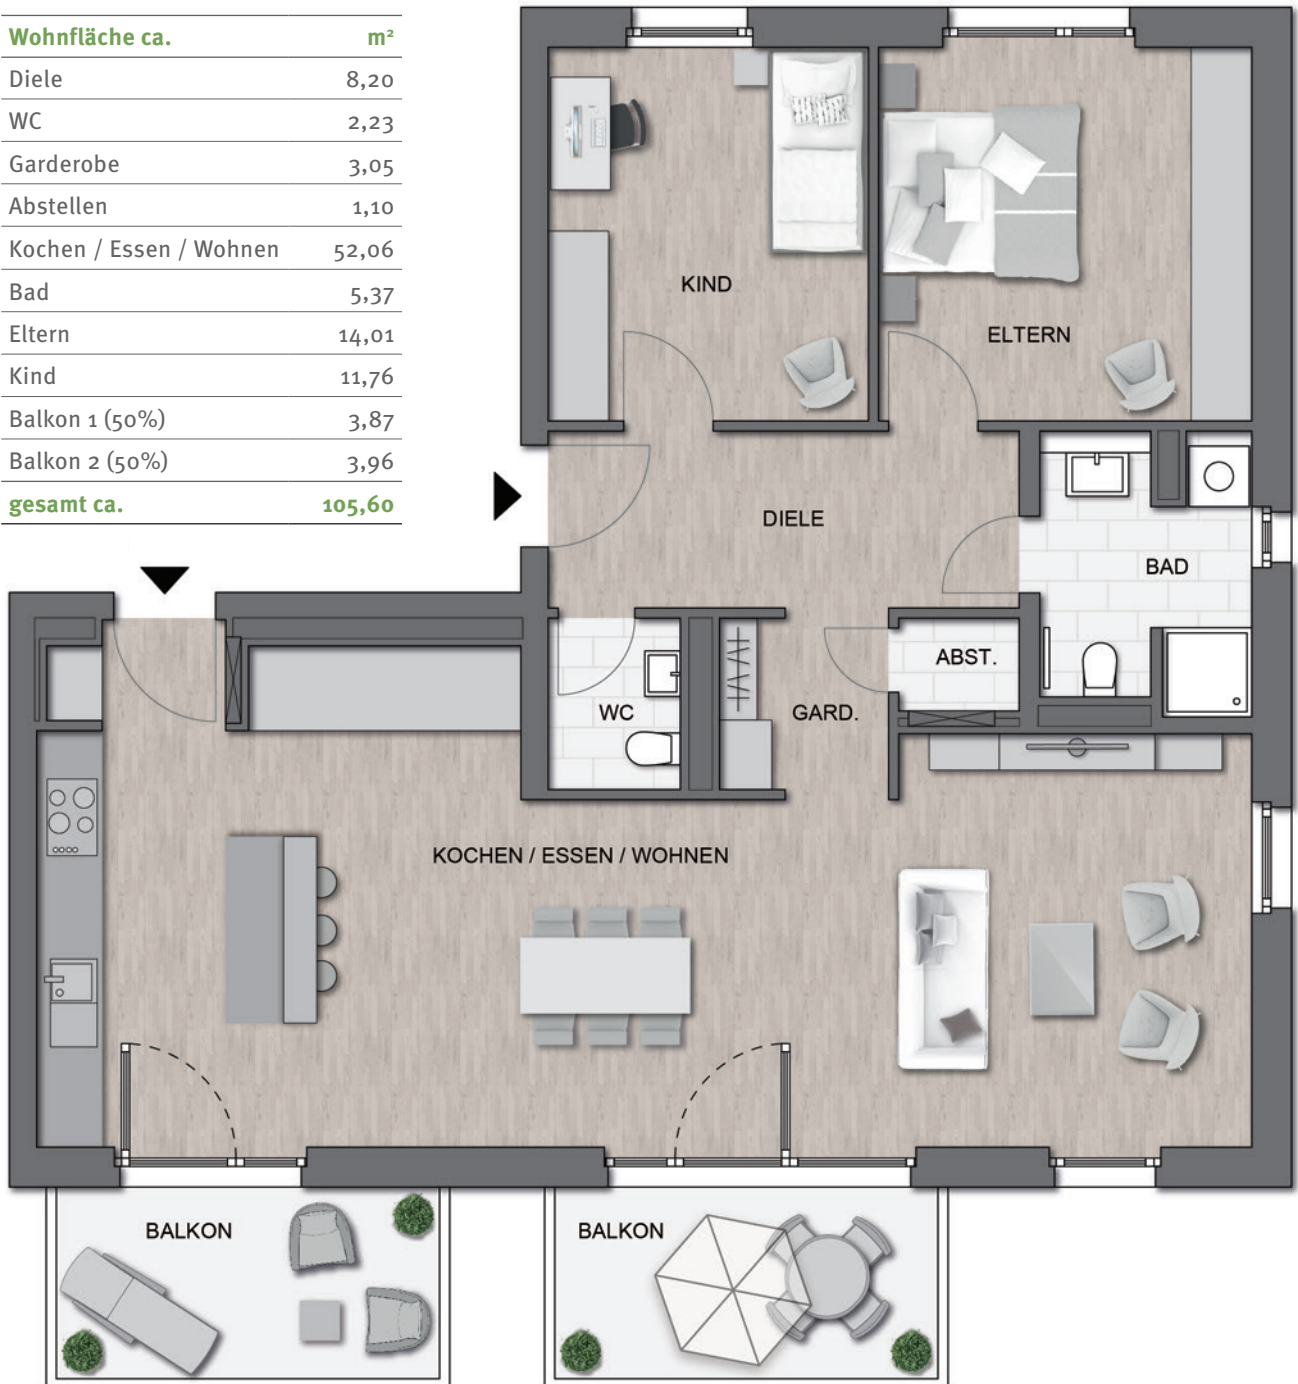 Wohnfläche ca. m²
Diele 8,20
WC 2,23
Garderobe 3,05
Abstellen 1,10
Kochen / Essen / Wohnen 52,06
Bad 5,37
Eltern 14,01
Kind 11,76
Balkon 1 (50%) 3,87
Balkon 2 (50%) 3,96
gesamt ca. 105,60
KIND
ELTERN
DIELE
BAD
ABST.
WC
GARD.
KOCHEN / ESSEN / WOHNEN
BALKON
BALKON